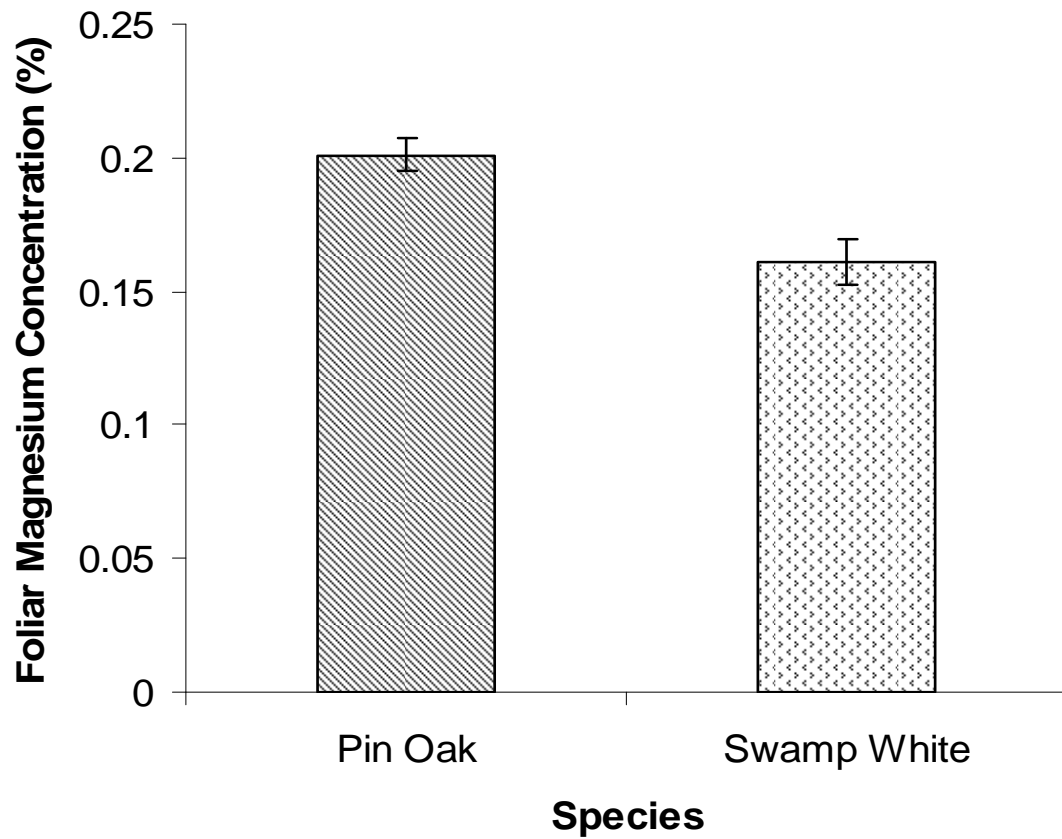 Foliar Magnesium Concentration (%)
0.25
0.2
0.15
0.1
0.05
0
Pin Oak
Swamp White
Species